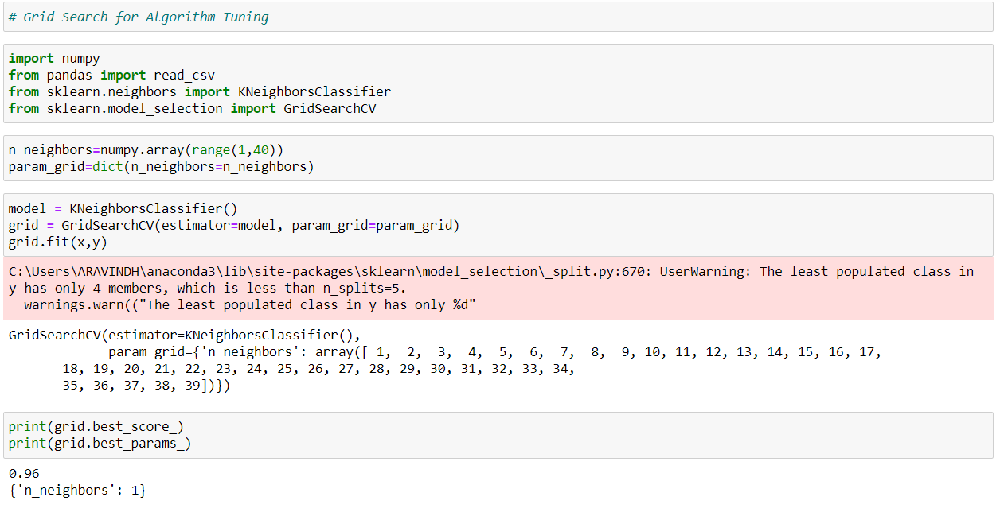 # Grid Search for Algorithm Tuning
import numpy
from pandas import read_csv
from sklearn.neighbors import KNeighborsClassifier
from sklearn.model_selection import GridSearchCV
n_neighbors=numpy.array(range(1,40))
param_grid=dict(n_neighbors=n_neighbors)
model = KNeighborsClassifier()
grid = GridSearchCV(estimator=model, param_grid=param_grid)
grid.fit(x,y)
C:\Users\ARAVINDH\anaconda3\lib\site-packages\sklearn\model_selection\_split.py:670: UserWarning: The least populated class in
y has only 4 members, which is less than n_splits=5.
  warnings.warn(("The least populated class in y has only %d"
GridSearchCV(estimator=KNeighborsClassifier(),
             param_grid={'n_neighbors': array([ 1,  2,  3,  4,  5,  6,  7,  8,  9, 10, 11, 12, 13, 14, 15, 16, 17,
       18, 19, 20, 21, 22, 23, 24, 25, 26, 27, 28, 29, 30, 31, 32, 33, 34,
       35, 36, 37, 38, 39])})
print(grid.best_score_)
print(grid.best_params_)
0.96
{'n_neighbors': 1}